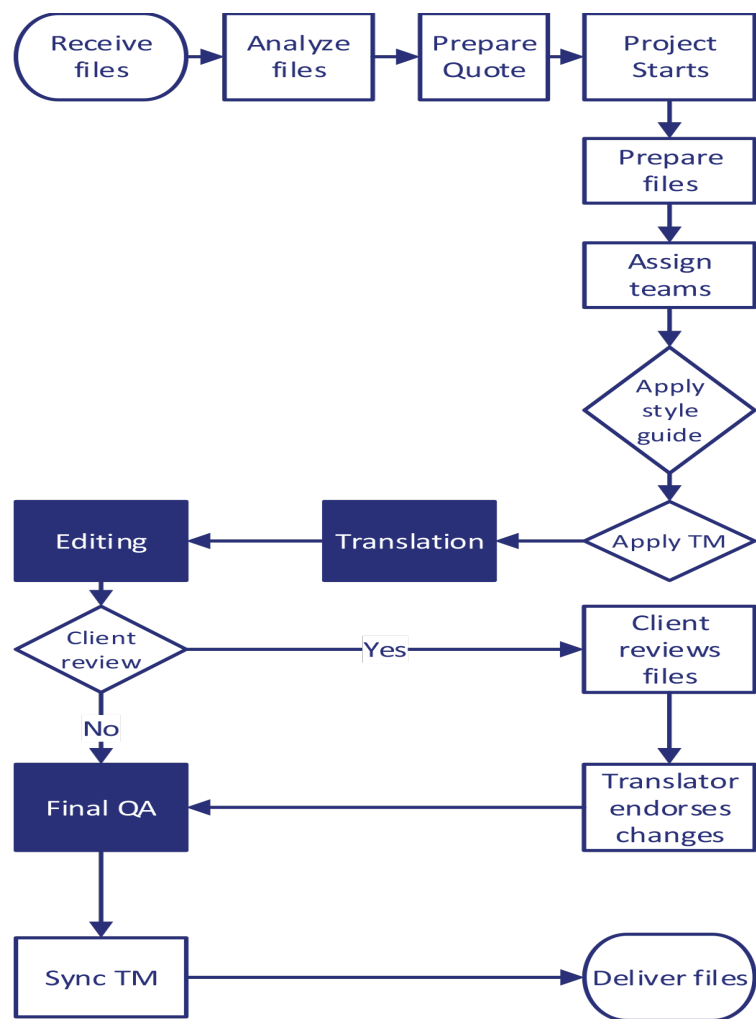 Receive
files
Analyze
files
Prepare
Quote
Project
Starts
Prepare
files
Assign
teams
Apply
style
guide
Apply TM
Translation
Editing
Client
review
Yes
Client
reviews
files
No
Translator
endorses
changes
Final QA
Sync TM
Deliver files